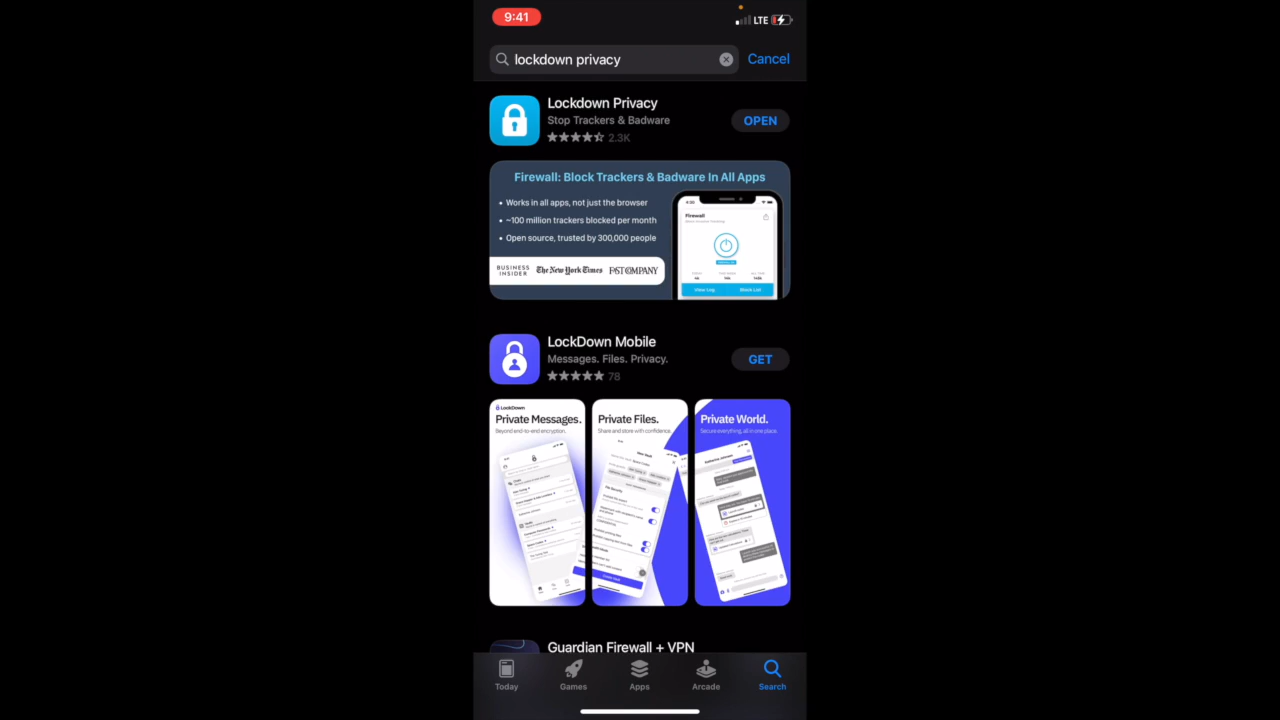 9:41
LTE
lockdown privacy
Cancel
Lockdown Privacy
Stop Trackers & Badware
2.3K
OPEN
Firewall: Block Trackers & Badware In All Apps
• Works in all apps, not just the browser
• ~100 million trackers blocked per month
• Open source, trusted by 300,000 people
BUSINESS
INSIDER
The New York Times
FAST COMPANY
Firewall
View Log
Block List
LockDown Mobile
Messages. Files. Privacy.
78
GET
LockDown
Private Messages.
Beyond end-to-end encryption.
Private Files.
Share and store with confidence.
Private World.
Secure everything, all in one place.
Guardian Firewall + VPN
Today
Games
Apps
Arcade
Search